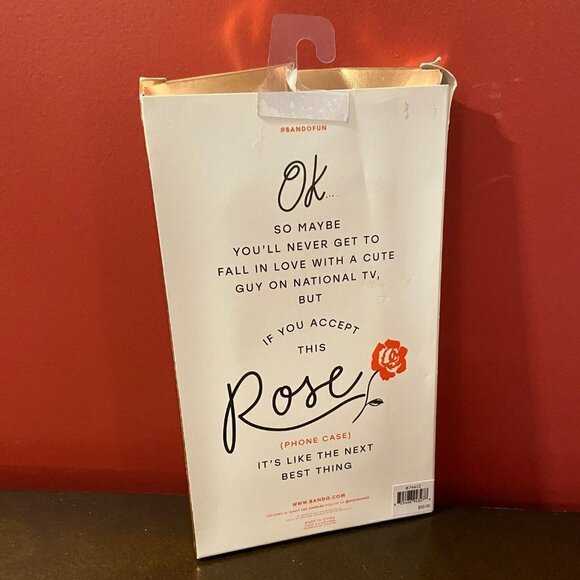 #BANDOFUN
OK...
SO MAYBE
YOU'LL NEVER GET TO
FALL IN LOVE WITH A CUTE
GUY ON NATIONAL TV,
BUT
IF YOU ACCEPT
THIS
Rose
(PHONE CASE)
IT'S LIKE THE NEXT
BEST THING
WWW.BANDO.COM
MADE IN CHINA
$32.00